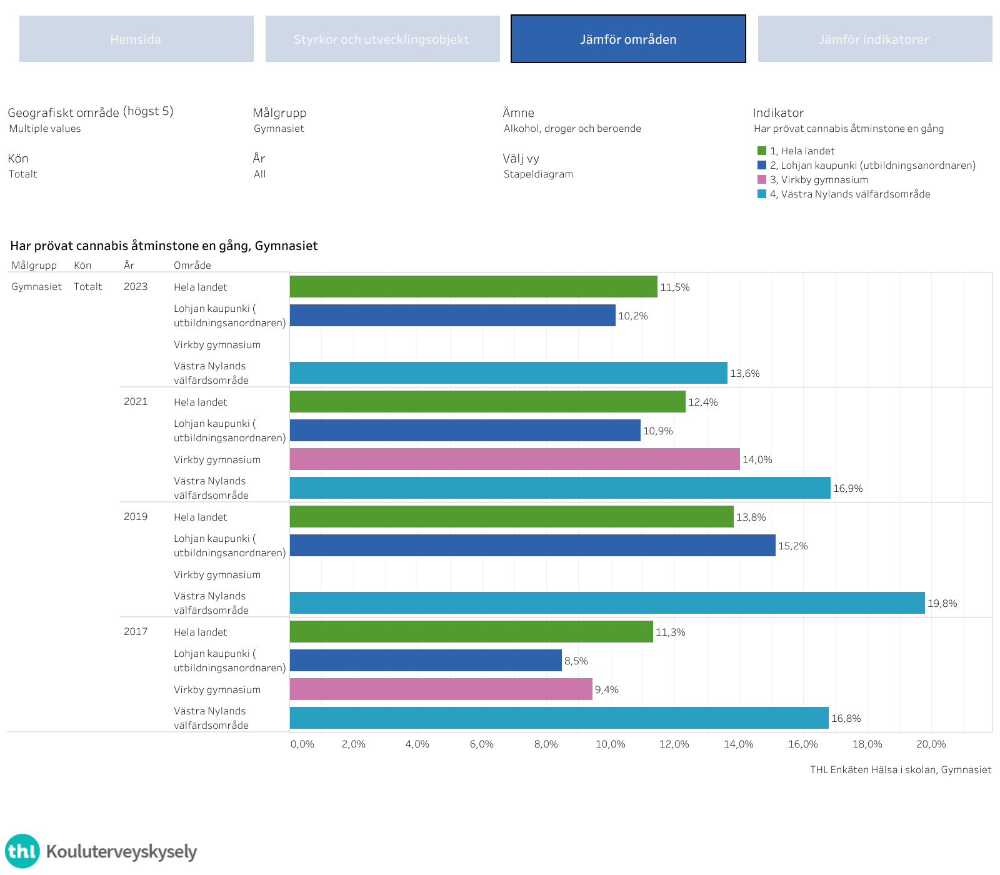 Hemsida
Styrkor och utvecklingsobjekt
Jämför områden
Jämför indikatorer
Geografiskt område (högst 5)
Multiple values
Målgrupp
Gymnasiet
Ämne
Alkohol, droger och beroende
Indikator
Har prövat cannabis åtminstone en gång
Kön
Totalt
År
All
Välj vy
Stapeldiagram
1, Hela landet
2, Lohjan kaupunki (utbildningsanordnaren)
3, Virkby gymnasium
4, Västra Nylands välfärdsområde
Har prövat cannabis åtminstone en gång, Gymnasiet
Målgrupp Kön År Område
Gymnasiet Totalt 2023 Hela landet 11,5%
Lohjan kaupunki (
utbildningsanordnaren) 10,2%
Virkby gymnasium
Västra Nylands
välfärdsområde 13,6%
2021 Hela landet 12,4%
Lohjan kaupunki (
utbildningsanordnaren) 10,9%
Virkby gymnasium 14,0%
Västra Nylands
välfärdsområde 16,9%
2019 Hela landet 13,8%
Lohjan kaupunki (
utbildningsanordnaren) 15,2%
Virkby gymnasium
Västra Nylands
välfärdsområde 19,8%
2017 Hela landet 11,3%
Lohjan kaupunki (
utbildningsanordnaren) 8,5%
Virkby gymnasium 9,4%
Västra Nylands
välfärdsområde 16,8%
0,0% 2,0% 4,0% 6,0% 8,0% 10,0% 12,0% 14,0% 16,0% 18,0% 20,0%
THL Enkäten Hälsa i skolan, Gymnasiet
thl Kouluterveyskysely